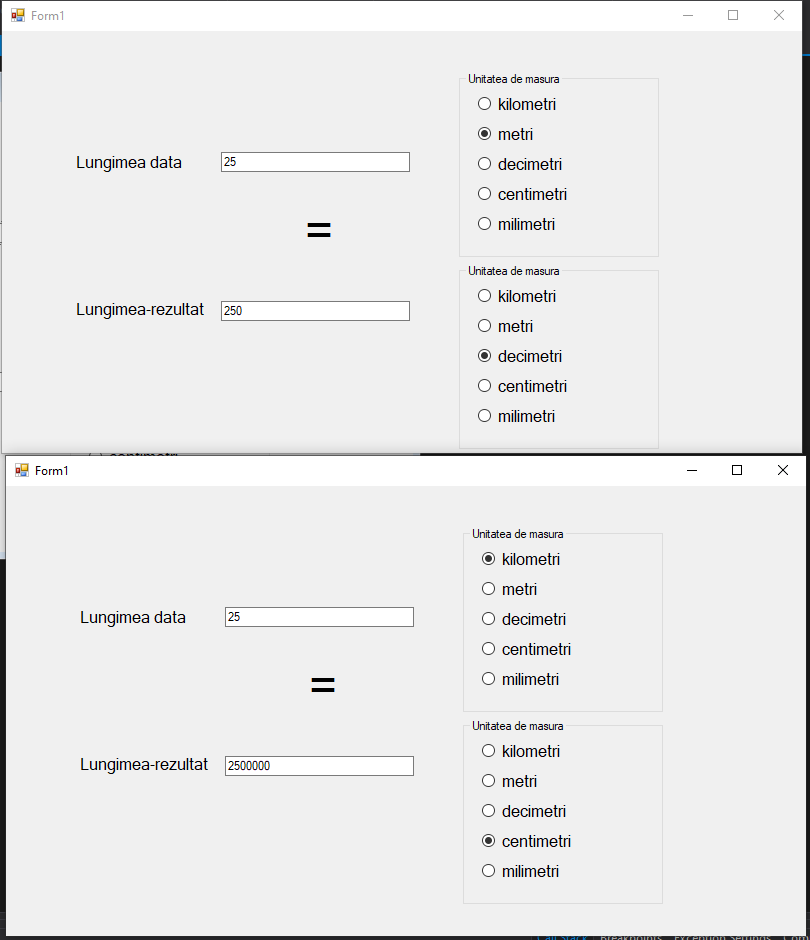 Form1
Unitatea de masura
kilometri
metri
Lungimea data 25
decimetri
centimetri
milimetri
=
Unitatea de masura
kilometri
Lungimea-rezultat 250
metri
decimetri
centimetri
milimetri
centimetri
Form1
Unitatea de masura
kilometri
metri
Lungimea data 25
decimetri
centimetri
milimetri
=
Unitatea de masura
kilometri
Lungimea-rezultat 2500000
metri
decimetri
centimetri
milimetri
Call Stack Breakpoints Exception Settings